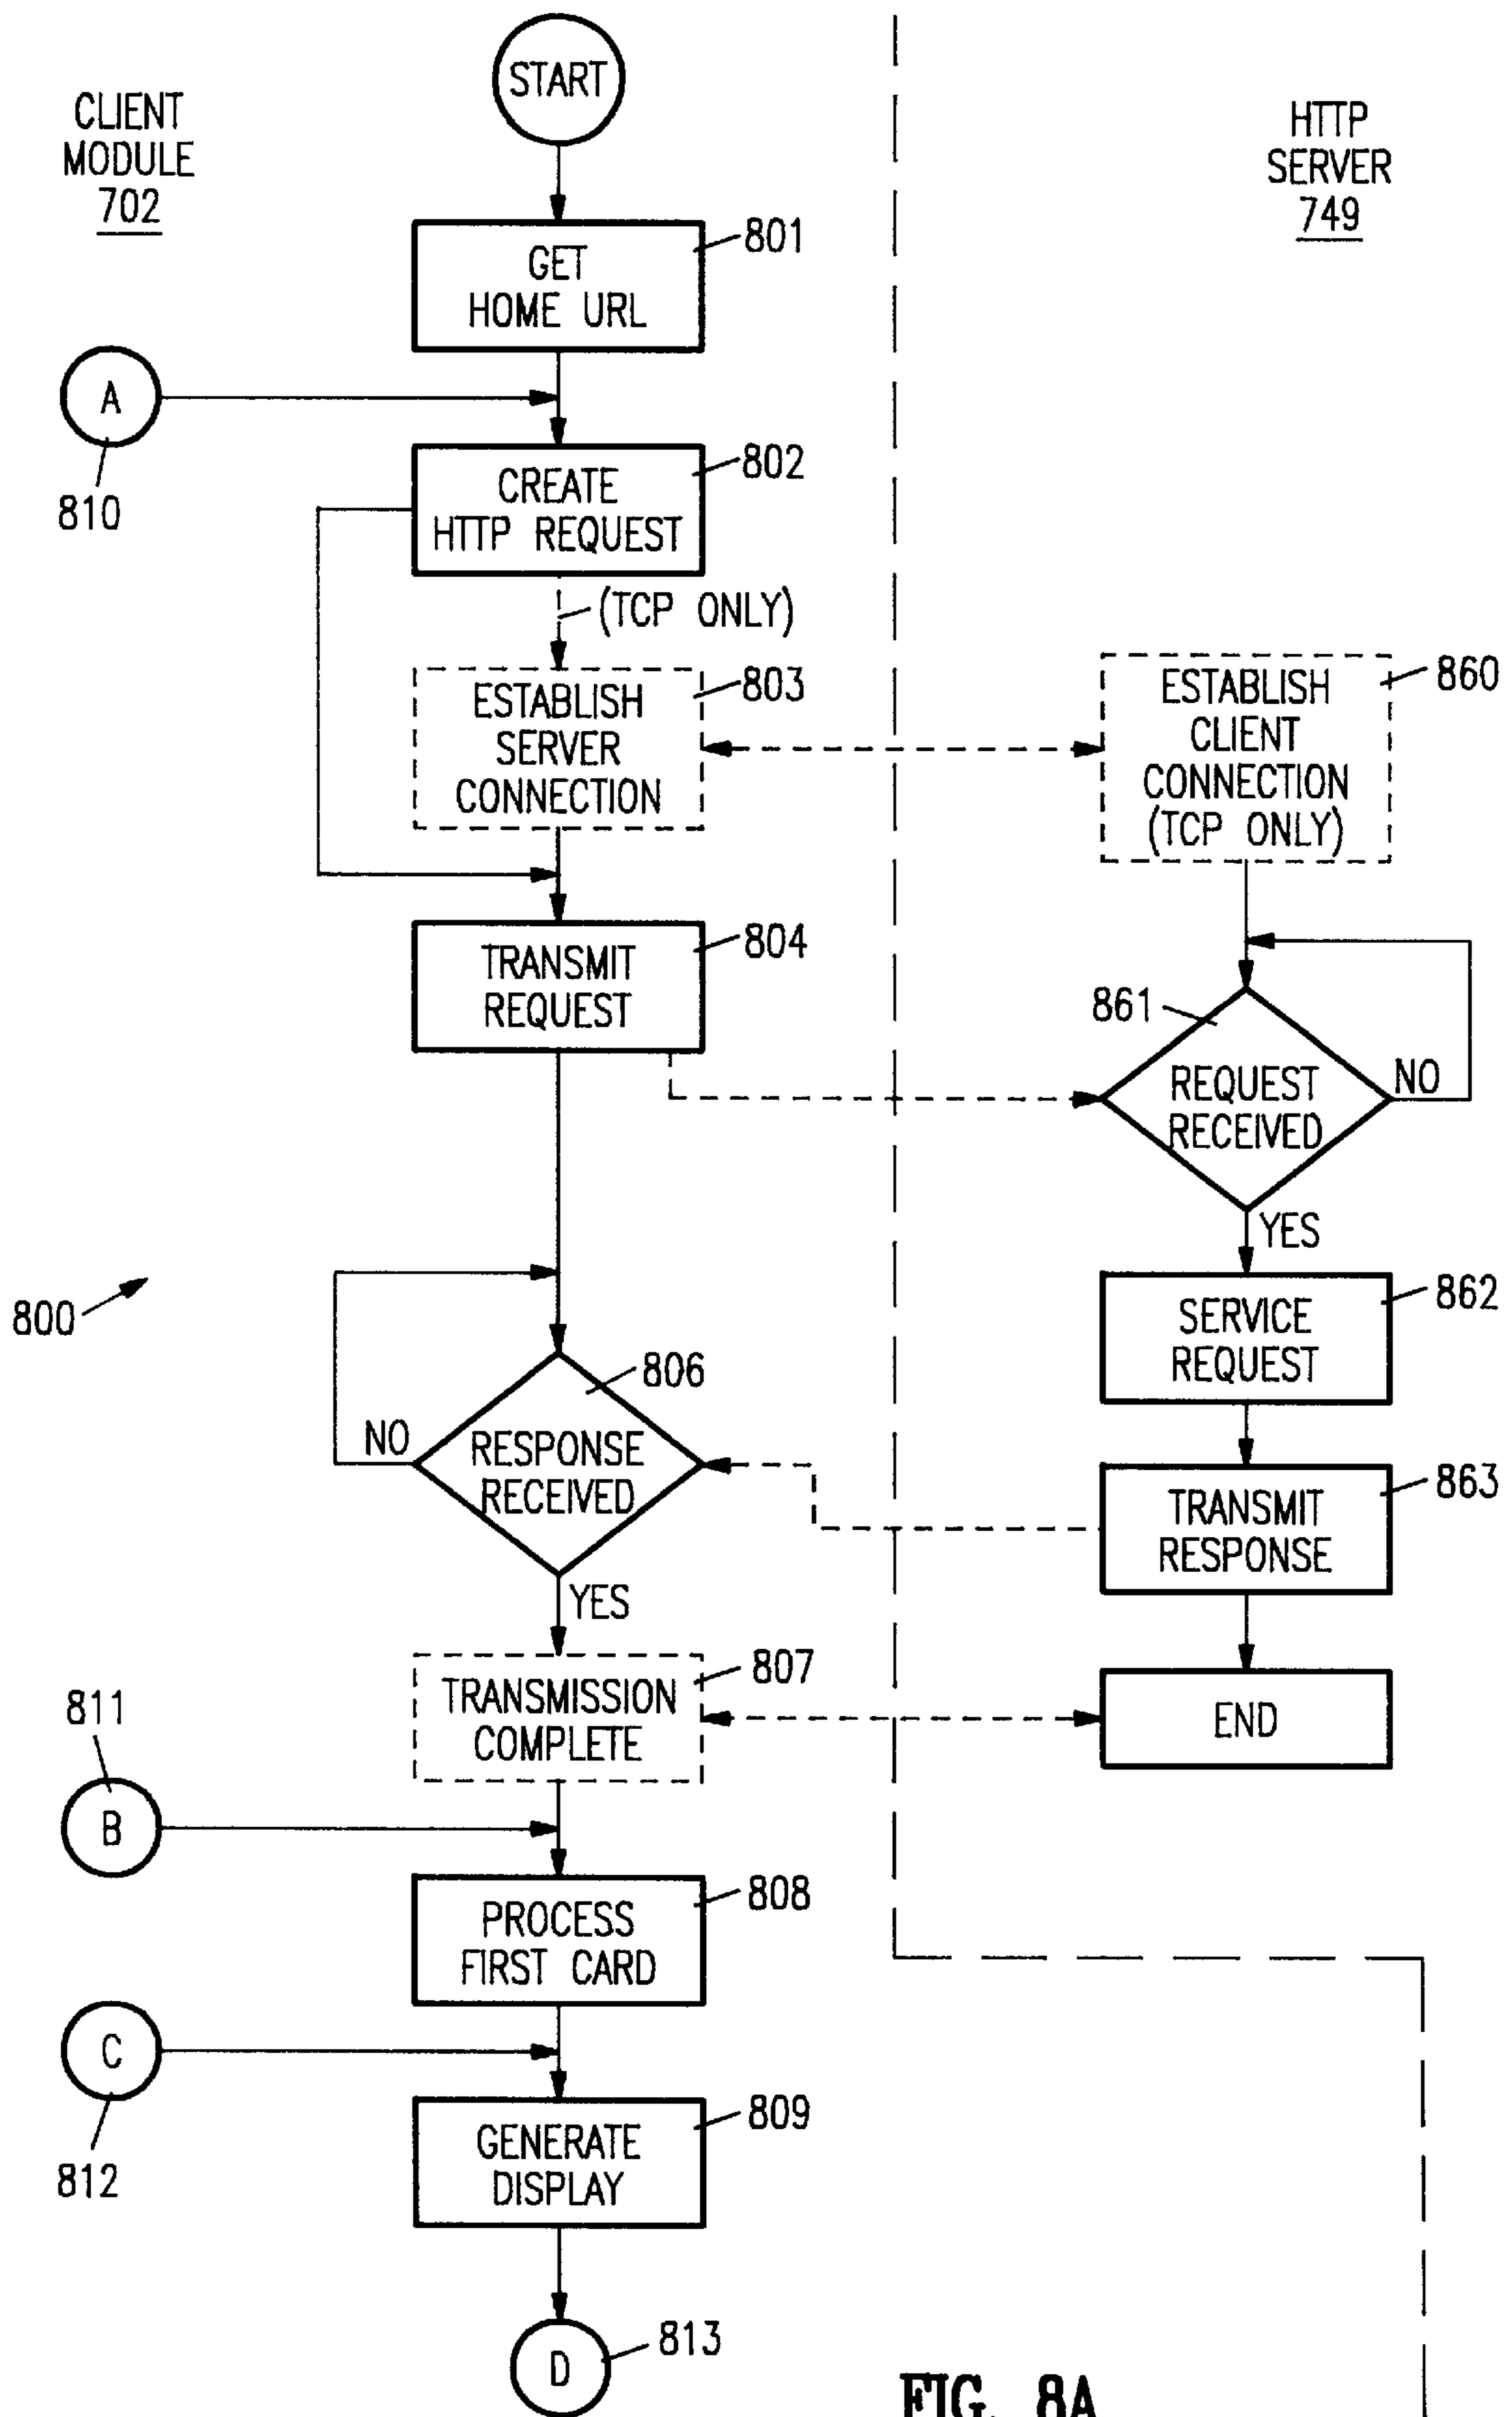 START
CLIENT
MODULE
702
HTTP
SERVER
749
801
GET
HOME URL
A
810
802
CREATE
HTTP REQUEST
(TCP ONLY)
803
ESTABLISH
SERVER
CONNECTION
860
ESTABLISH
CLIENT
CONNECTION
(TCP ONLY)
804
TRANSMIT
REQUEST
861
REQUEST
RECEIVED
NO
YES
862
SERVICE
REQUEST
800
806
RESPONSE
RECEIVED
NO
YES
863
TRANSMIT
RESPONSE
807
TRANSMISSION
COMPLETE
END
811
B
808
PROCESS
FIRST CARD
C
812
809
GENERATE
DISPLAY
813
D
FIG. 8A